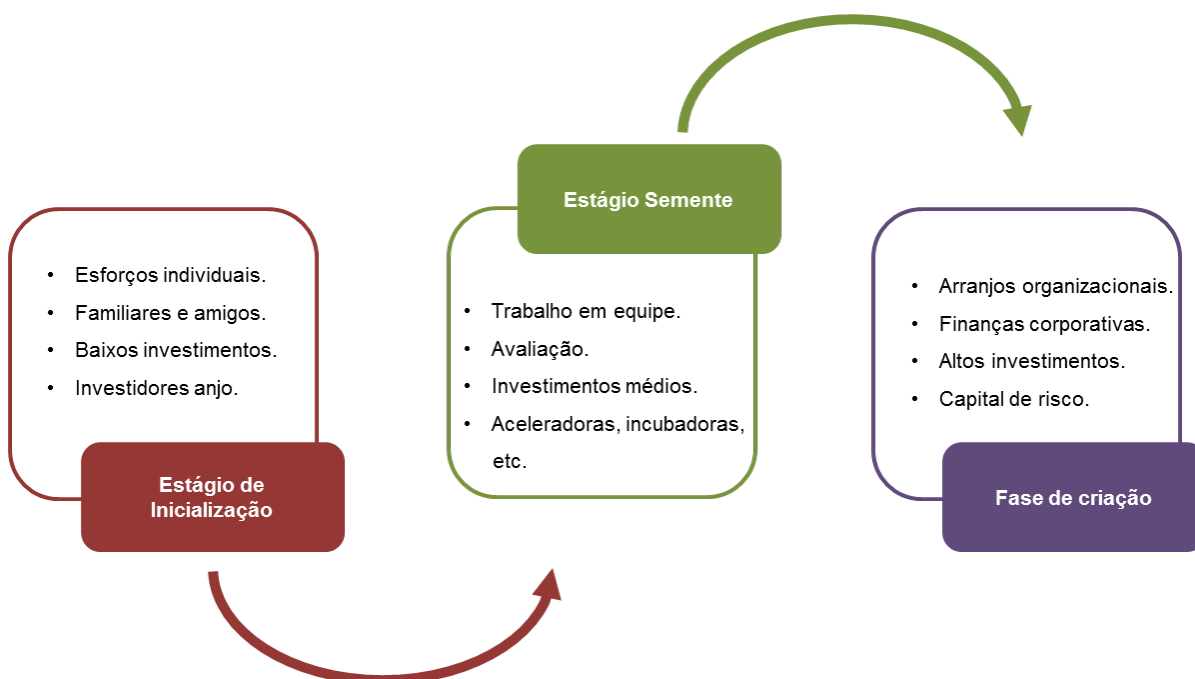 • Esforços individuais.
• Familiares e amigos.
• Baixos investimentos.
• Investidores anjo.
Estágio de
Inicialização
Estágio Semente
• Trabalho em equipe.
• Avaliação.
• Investimentos médios.
• Aceleradoras, incubadoras,
etc.
• Arranjos organizacionais.
• Finanças corporativas.
• Altos investimentos.
• Capital de risco.
Fase de criação